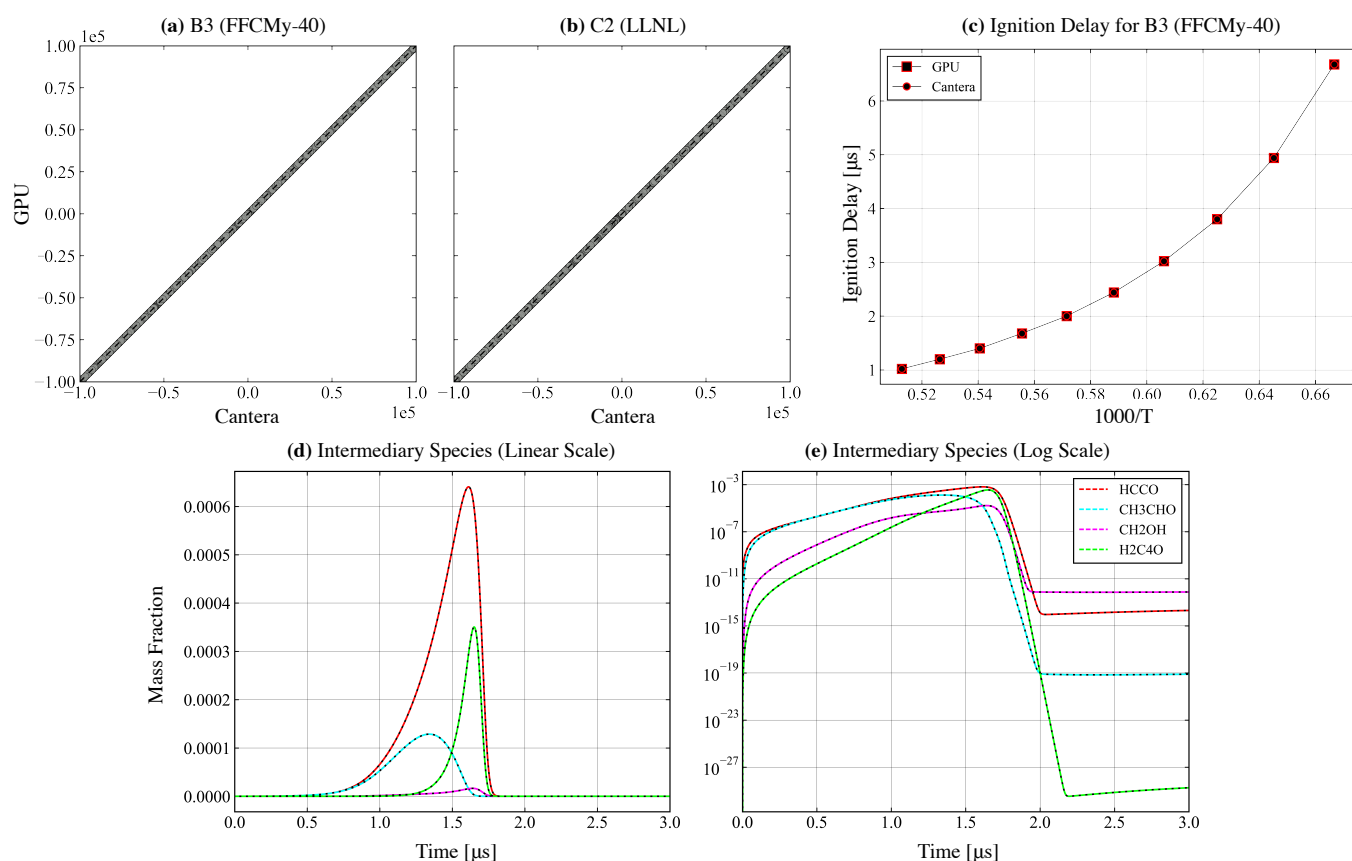 (a) B3 (FFCMy-40)
(b) C2 (LLNL)
(c) Ignition Delay for B3 (FFCMy-40)
1e5
1.00
0.75
0.50
0.25
0.00
−0.25
−0.50
−0.75
−1.00
GPU
−1.0
−0.5
0.0
0.5
1.0
1e5
Cantera
−1.0
−0.5
0.0
0.5
1.0
1e5
Cantera
GPU
Cantera
6
5
4
3
2
1
Ignition Delay [μs]
0.52
0.54
0.56
0.58
0.60
0.62
0.64
0.66
1000/T
(d) Intermediary Species (Linear Scale)
(e) Intermediary Species (Log Scale)
0.0006
0.0005
0.0004
0.0003
0.0002
0.0001
0.0000
Mass Fraction
0.0
0.5
1.0
1.5
2.0
2.5
3.0
Time [μs]
10−3
10−7
10−11
10−15
10−19
10−23
10−27
HCCO
CH3CHO
CH2OH
H2C4O
0.0
0.5
1.0
1.5
2.0
2.5
3.0
Time [μs]